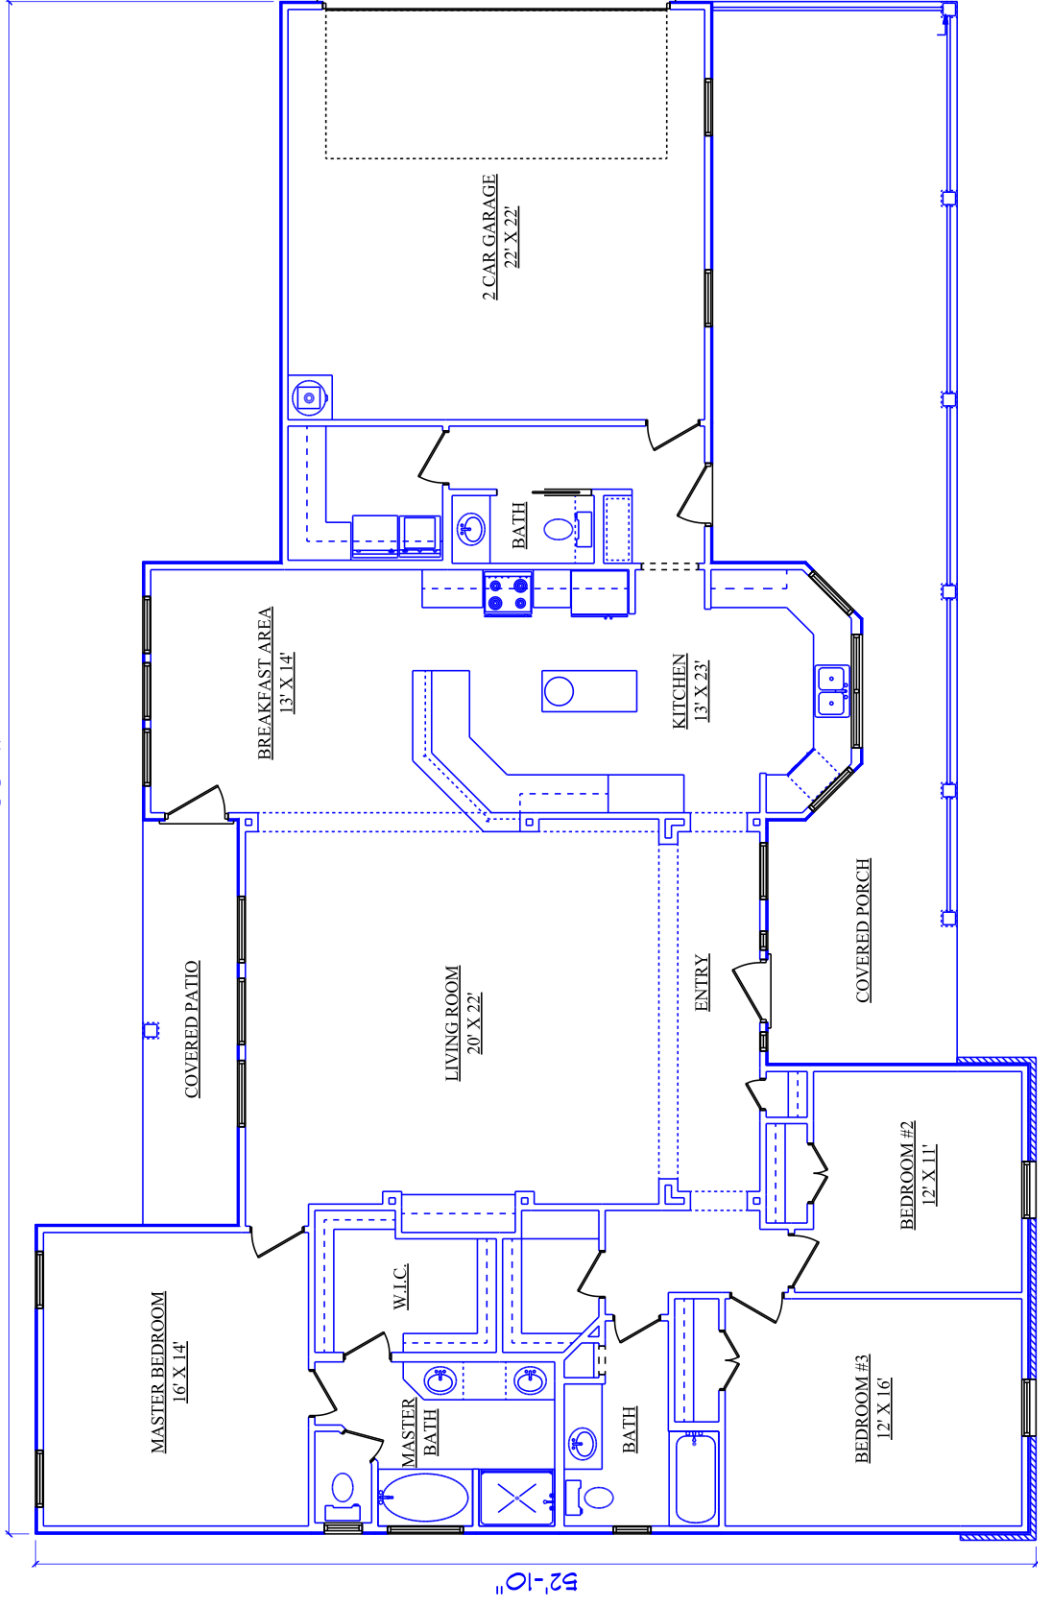 MASTER BEDROOM
16' X 14'
COVERED PATIO
BREAKFAST AREA
13' X 14'
W.I.C.
MASTER
BATH
LIVING ROOM
20' X 22'
BATH
2 CAR GARAGE
22' X 22'
BATH
ENTRY
KITCHEN
13' X 23'
BEDROOM #3
12' X 16'
BEDROOM #2
12' X 11'
COVERED PORCH
52'-10"